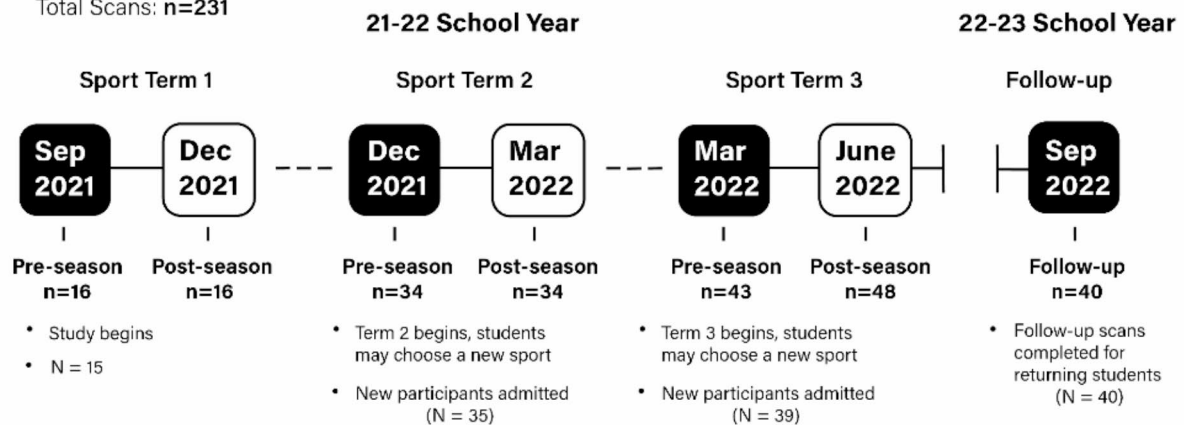 Total Scans: n=231
21-22 School Year
22-23 School Year
Sport Term 1
Sport Term 2
Sport Term 3
Follow-up
Sep
2021
Dec
2021
Dec
2021
Mar
2022
Mar
2022
June
2022
Sep
2022
Pre-season
n=16
Post-season
n=16
Pre-season
n=34
Post-season
n=34
Pre-season
n=43
Post-season
n=48
Follow-up
n=40
• Study begins
• N = 15
• Term 2 begins, students
may choose a new sport
• New participants admitted
(N = 35)
• Term 3 begins, students
may choose a new sport
• New participants admitted
(N = 39)
• Follow-up scans
completed for
returning students
(N = 40)